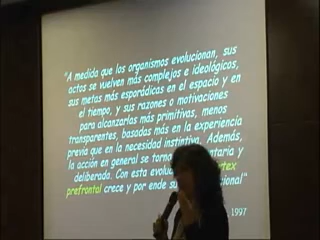 "A medida que los organismos evolucionan, sus
actos se vuelven más complejos e ideológicos,
sus metas más esporádicas en el espacio y en
el tiempo, y sus razones o motivaciones
para alcanzarlas más primitivas, menos
transparentes, basadas más en la experiencia
previa que en la necesidad instintiva. Además,
la acción en general se torna
deliberado. Con esta
prefrontal crece y por ende su
1997